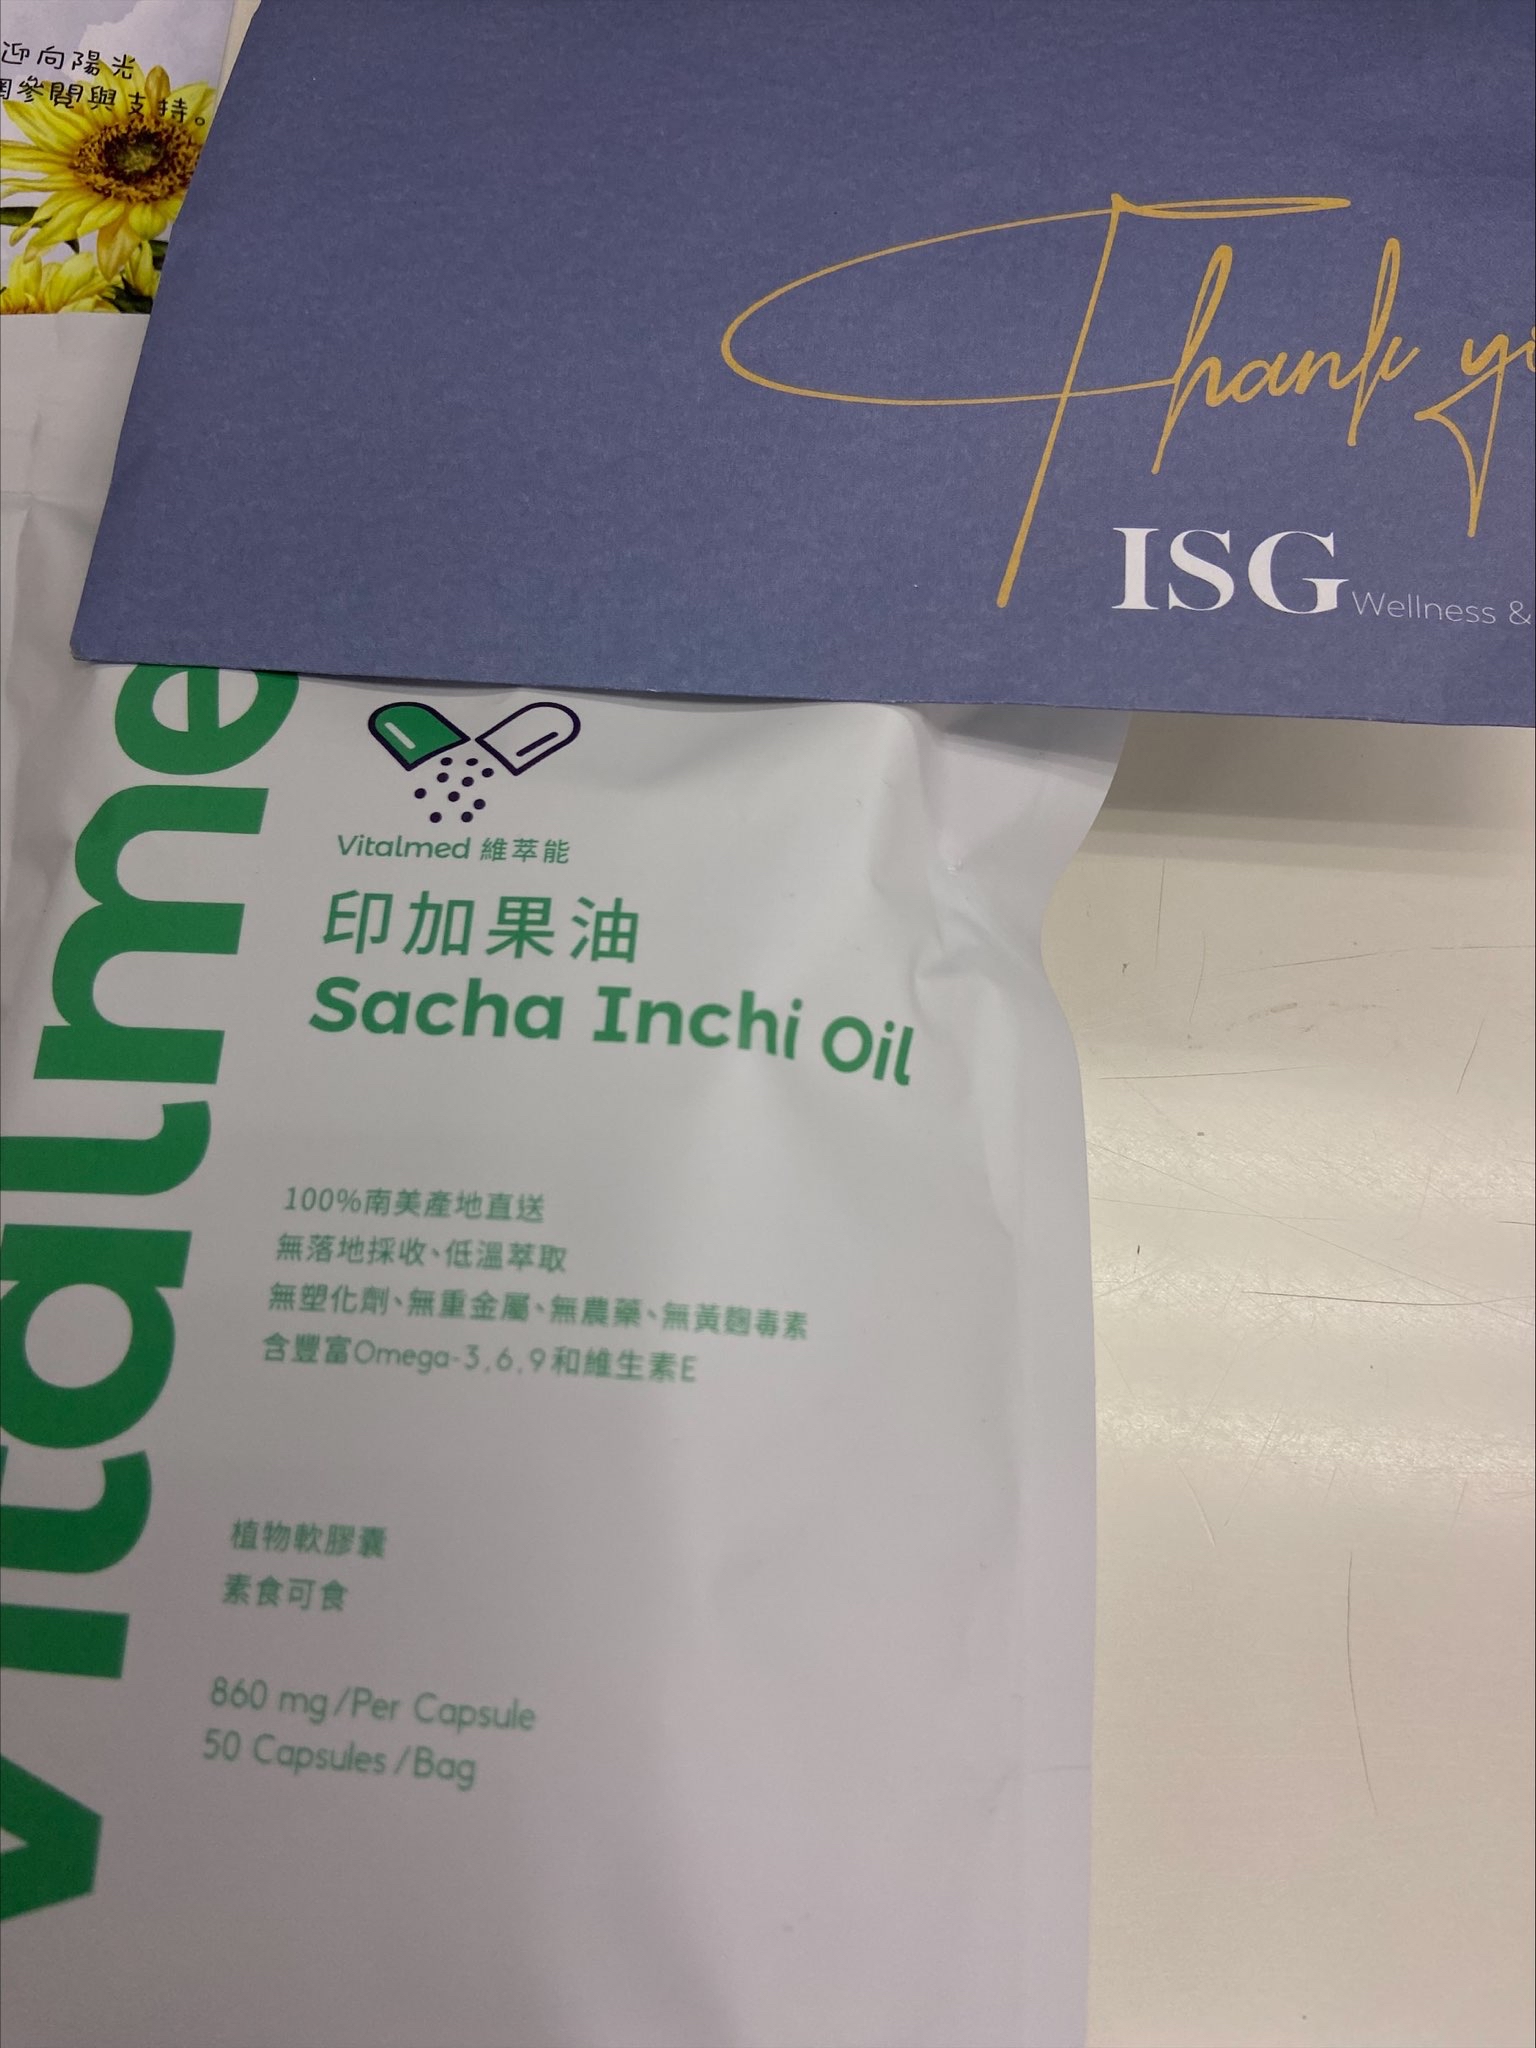 迎向陽光
閱參閱與支持。
Thank
ISG Wellness &
Vitalme
Vitalmed 維萃能
印加果油
Sacha Inchi Oil
100%南美產地直送
無落地採收、低溫萃取
無塑化劑、無重金屬、無農藥、無黃麴毒素
含豐富Omega-3,6,9和維生素E
植物軟膠囊
素食可食
860 mg/Per Capsule
50 Capsules/Bag